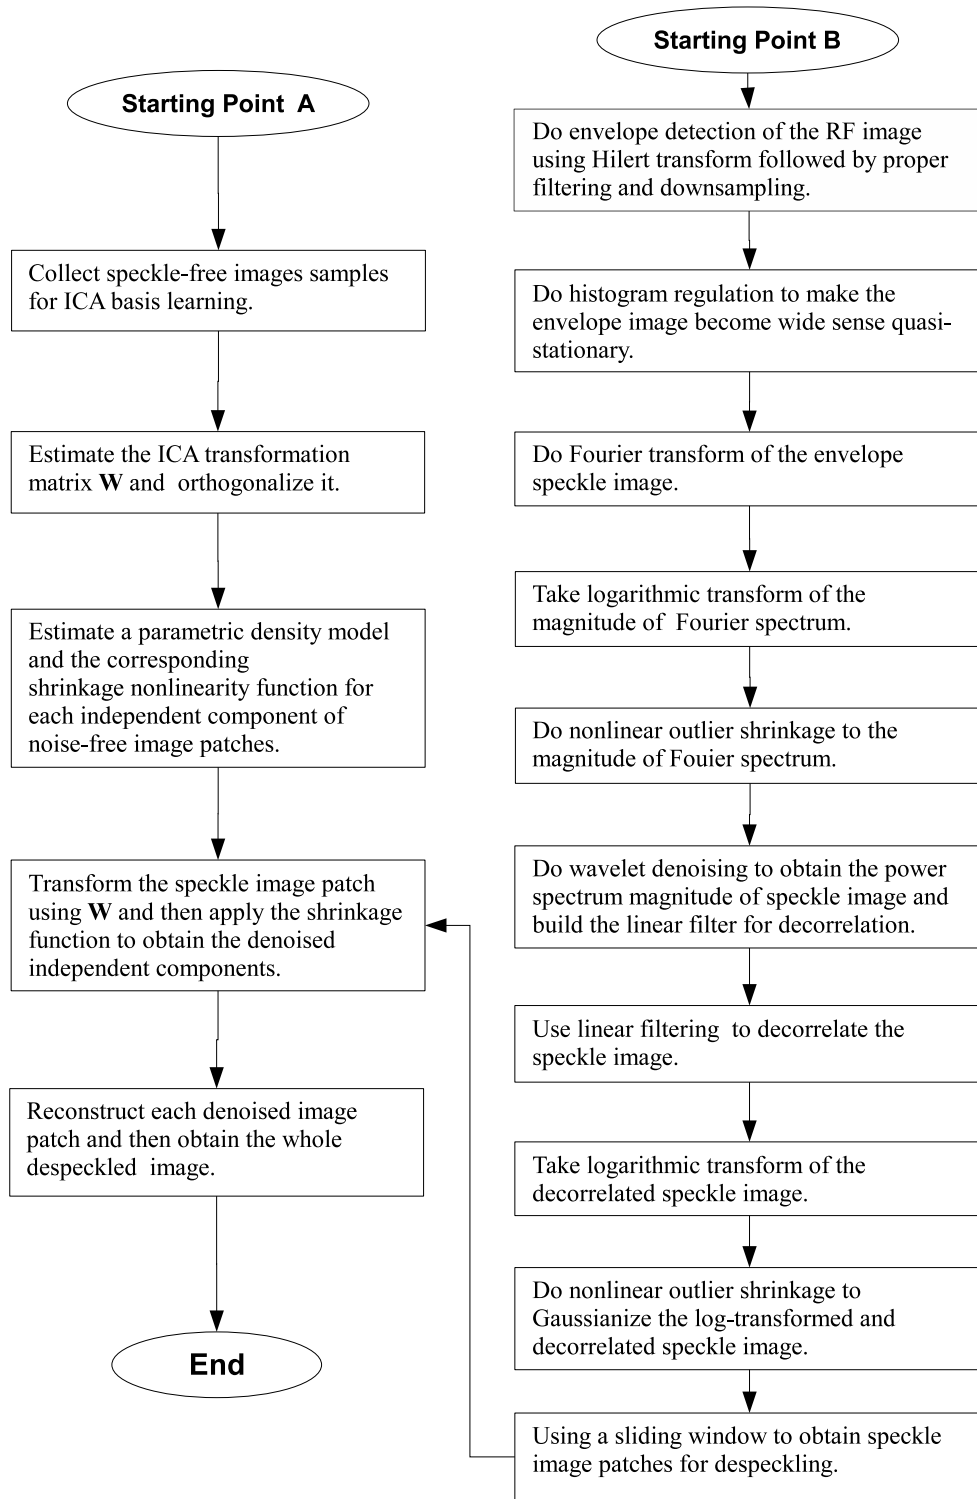 Starting Point  A
Collect speckle-free images samples
for ICA basis learning.
Estimate the ICA transformation
matrix W and  orthogonalize it.
Estimate a parametric density model
and the corresponding
shrinkage nonlinearity function for
each independent component of
noise-free image patches.
Transform the speckle image patch
using W and then apply the shrinkage
function to obtain the denoised
independent components.
Reconstruct each denoised image
patch and then obtain the whole
despeckled  image.
End
Starting Point B
Do envelope detection of the RF image
using Hilert transform followed by proper
filtering and downsampling.
Do histogram regulation to make the
envelope image become wide sense quasi-
stationary.
Do Fourier transform of the envelope
speckle image.
Take logarithmic transform of the
magnitude of  Fourier spectrum.
Do nonlinear outlier shrinkage to the
magnitude of Fouier spectrum.
Do wavelet denoising to obtain the power
spectrum magnitude of speckle image and
build the linear filter for decorrelation.
Use linear filtering  to decorrelate the
speckle image.
Take logarithmic transform of the
decorrelated speckle image.
Do nonlinear outlier shrinkage to
Gaussianize the log-transformed and
decorrelated speckle image.
Using a sliding window to obtain speckle
image patches for despeckling.